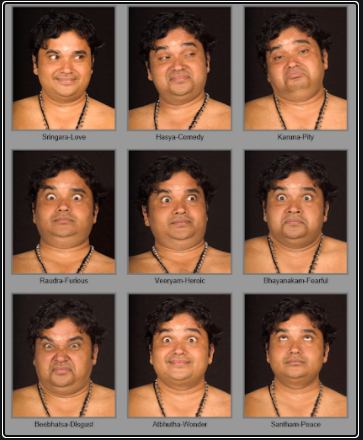 Sringara-Love
Hasya-Comedy
Karuna-Pity
Raudra-Furious
Veeryam-Heroic
Bhayanakam-Fearful
Beebhatsa-Disgust
Atbhutha-Wonder
Santham-Peace